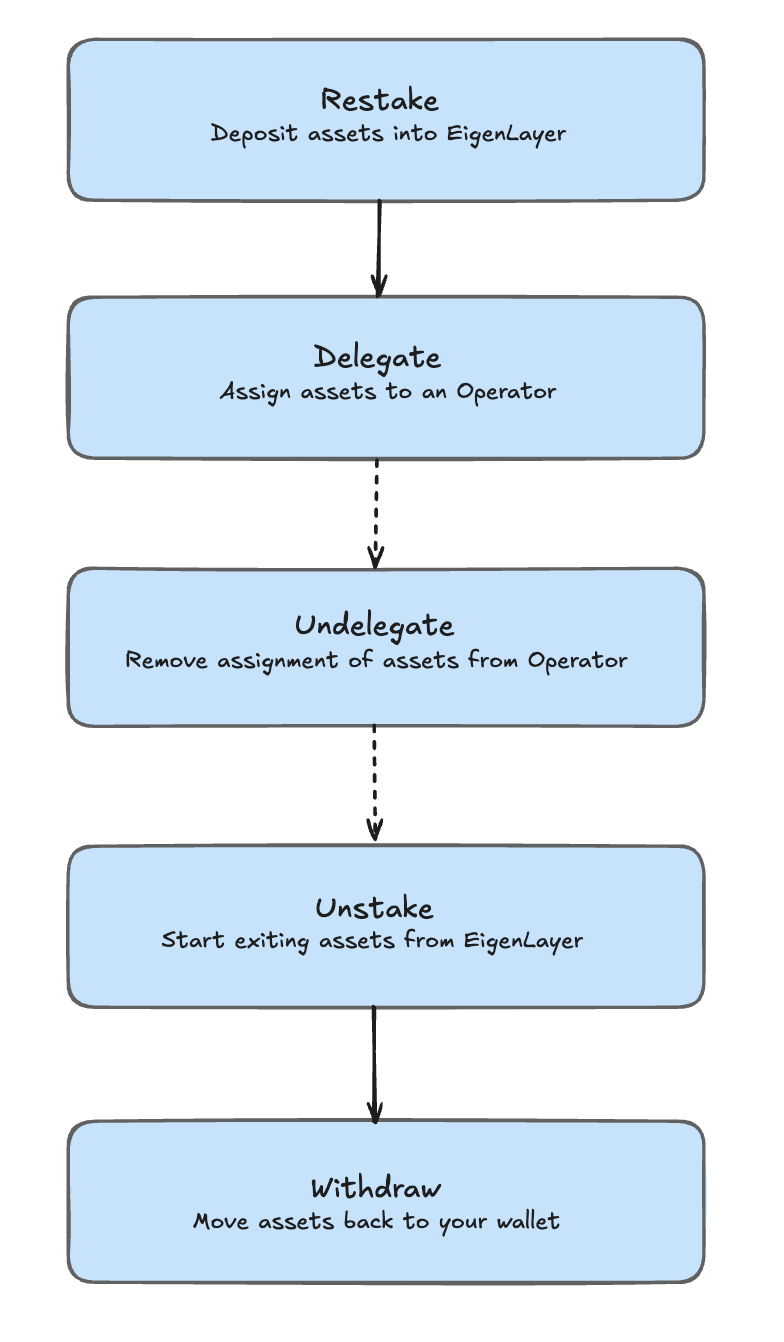 Restake
Deposit assets into EigenLayer
Delegate
Assign assets to an Operator
Undelegate
Remove assignment of assets from Operator
Unstake
Start exiting assets from EigenLayer
Withdraw
Move assets back to your wallet